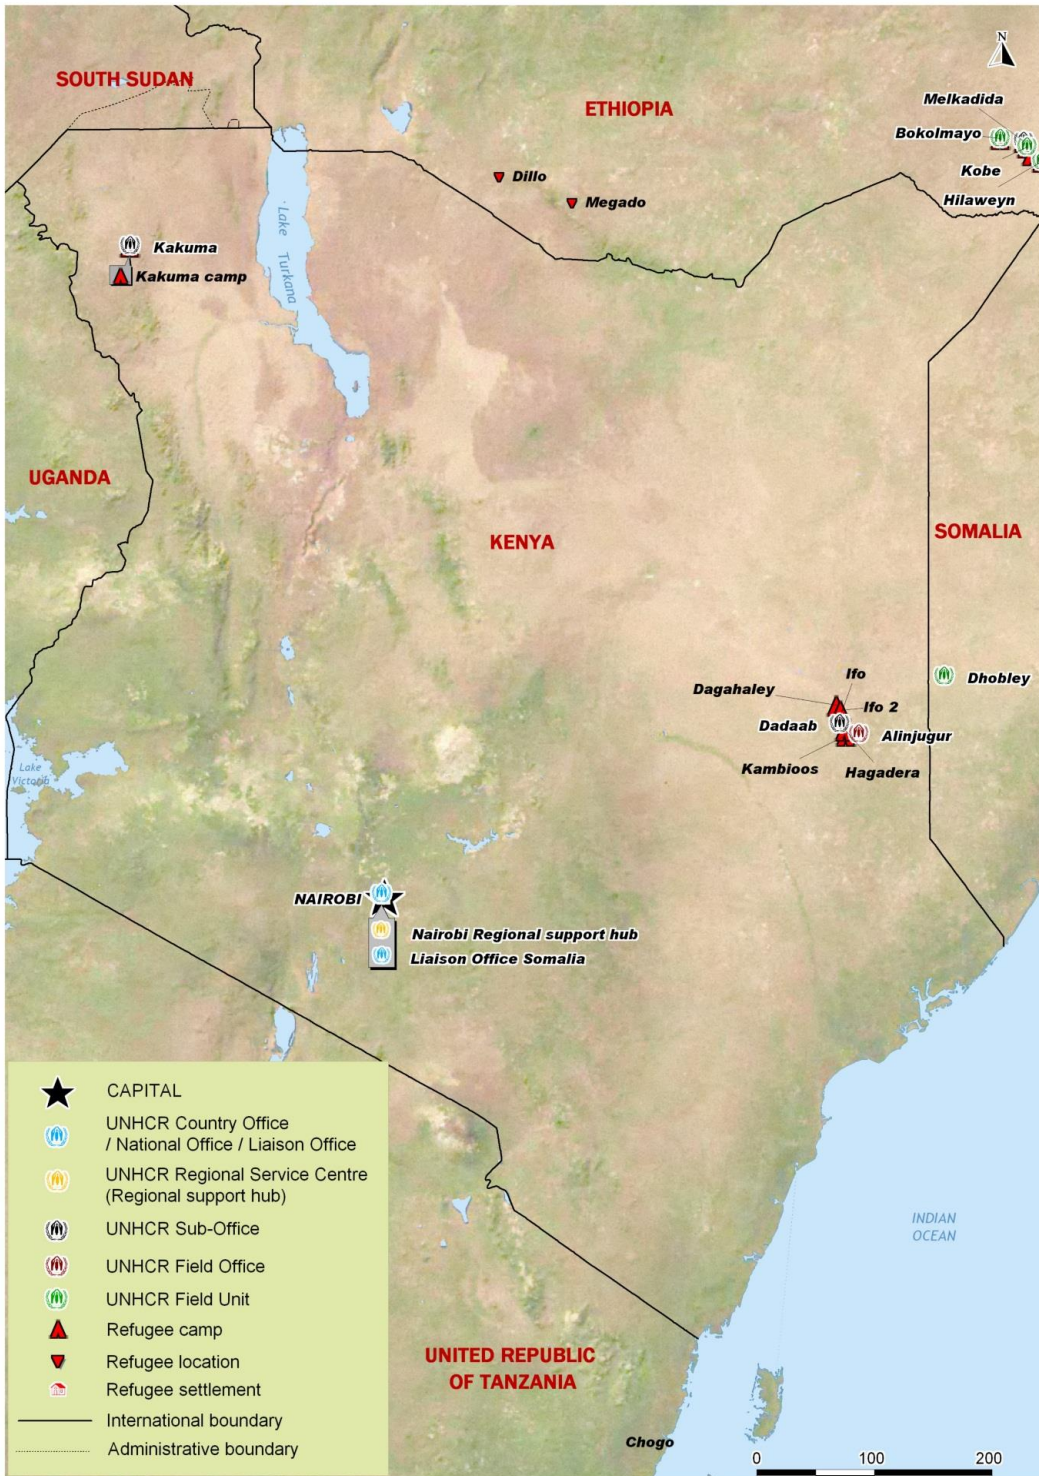 N
SOUTH SUDAN
ETHIOPIA
Melkadida
Bokolmayo
Kobe
Hilaweyn
Dillo
Megado
Lake Turkana
Kakuma
Kakuma camp
UGANDA
KENYA
SOMALIA
Ifo
Dagahaley
Ifo 2
Dhobley
Dadaab
Alinjugur
Kambioos
Hagadera
Lake
Victoria
NAIROBI
Nairobi Regional support hub
Liaison Office Somalia
CAPITAL
UNHCR Country Office
/ National Office / Liaison Office
UNHCR Regional Service Centre
(Regional support hub)
UNHCR Sub-Office
UNHCR Field Office
UNHCR Field Unit
Refugee camp
Refugee location
Refugee settlement
International boundary
Administrative boundary
INDIAN
OCEAN
UNITED REPUBLIC
OF TANZANIA
Chogo
0 100 200